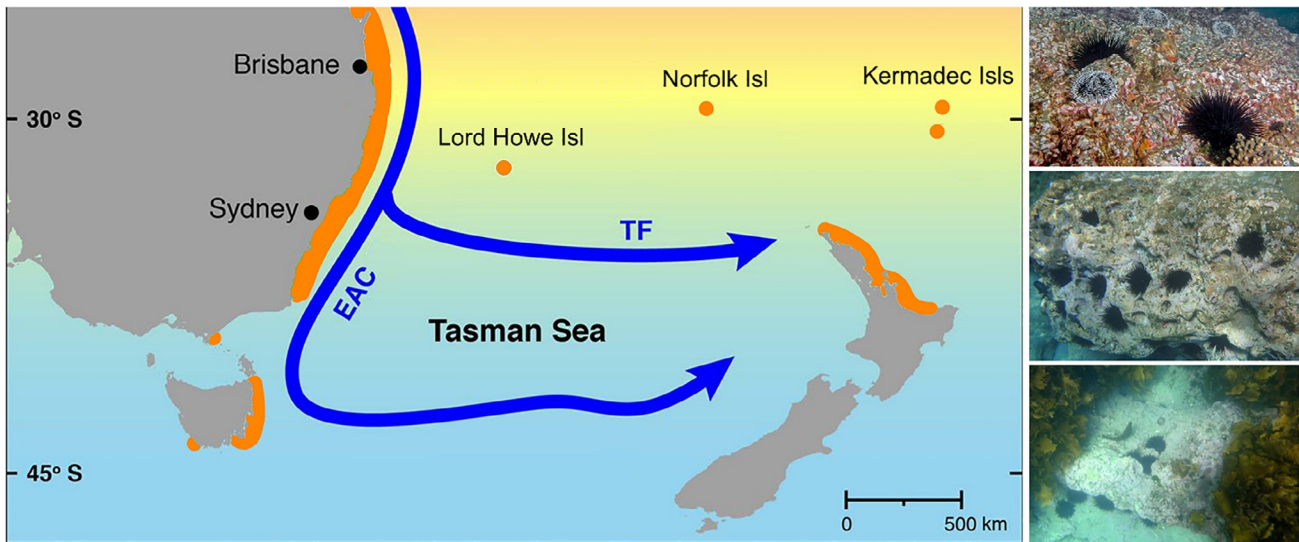 Brisbane
Norfolk Isl
Kermadec Isls
30° S
Lord Howe Isl
Sydney
TF
EAC
Tasman Sea
45° S
0 500 km